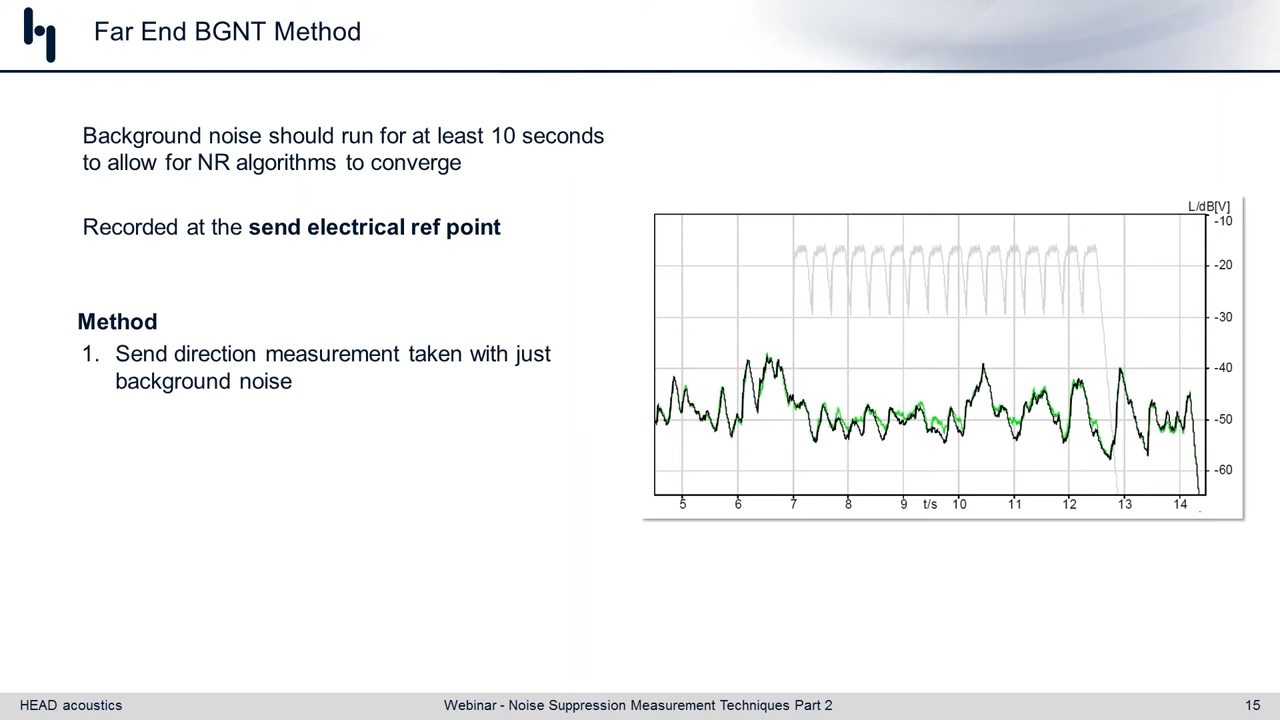 Far End BGNT Method
Background noise should run for at least 10 seconds
to allow for NR algorithms to converge
Recorded at the send electrical ref point
Method
1. Send direction measurement taken with just
background noise
L/dB[V]
-10
-20
-30
-40
-50
-60
5 6 7 8 9 t/s 10 11 12 13 14
HEAD acoustics
Webinar - Noise Suppression Measurement Techniques Part 2
15